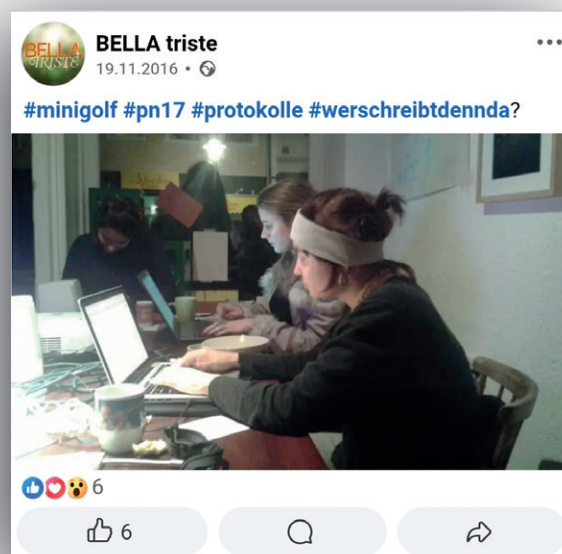 BELLA
TRISTE
BELLA triste
19.11.2016
#minigolf #pn17 #protokolle #werschreibtdennda?
6
6